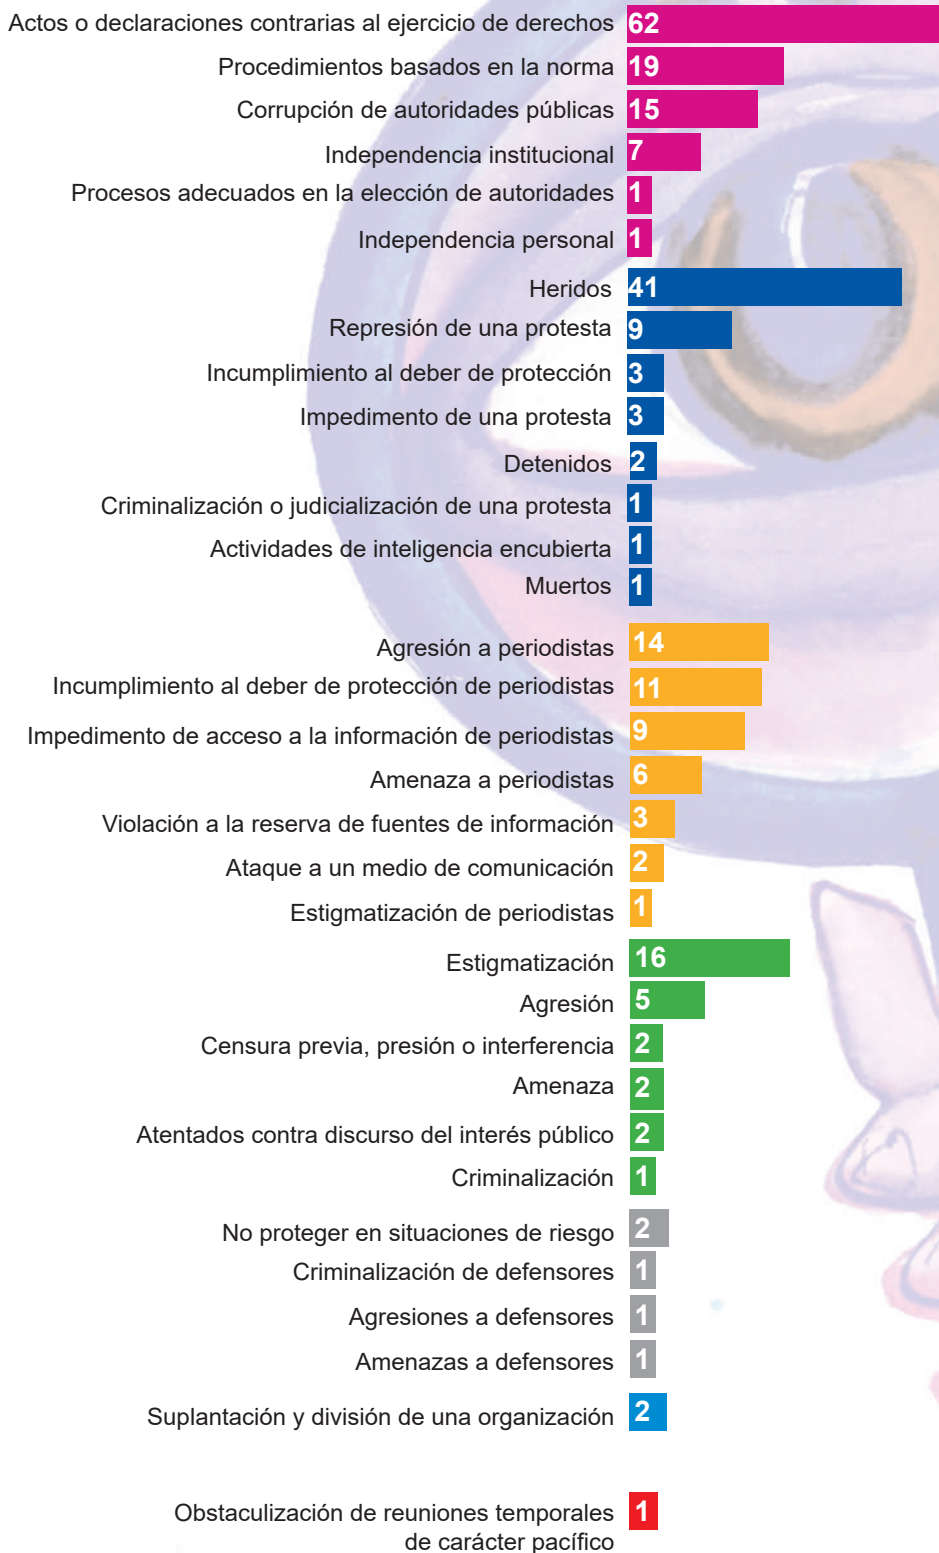 Actos o declaraciones contrarias al ejercicio de derechos 62
Procedimientos basados en la norma 19
Corrupción de autoridades públicas 15
Independencia institucional 7
Procesos adecuados en la elección de autoridades 1
Independencia personal 1
Heridos 41
Represión de una protesta 9
Incumplimiento al deber de protección 3
Impedimento de una protesta 3
Detenidos 2
Criminalización o judicialización de una protesta 1
Actividades de inteligencia encubierta 1
Muertos 1
Agresión a periodistas 14
Incumplimiento al deber de protección de periodistas 11
Impedimento de acceso a la información de periodistas 9
Amenaza a periodistas 6
Violación a la reserva de fuentes de información 3
Ataque a un medio de comunicación 2
Estigmatización de periodistas 1
Estigmatización 16
Agresión 5
Censura previa, presión o interferencia 2
Amenaza 2
Atentados contra discurso del interés público 2
Criminalización 1
No proteger en situaciones de riesgo 2
Criminalización de defensores 1
Agresiones a defensores 1
Amenazas a defensores 1
Suplantación y división de una organización 2
Obstaculización de reuniones temporales 1
de carácter pacífico